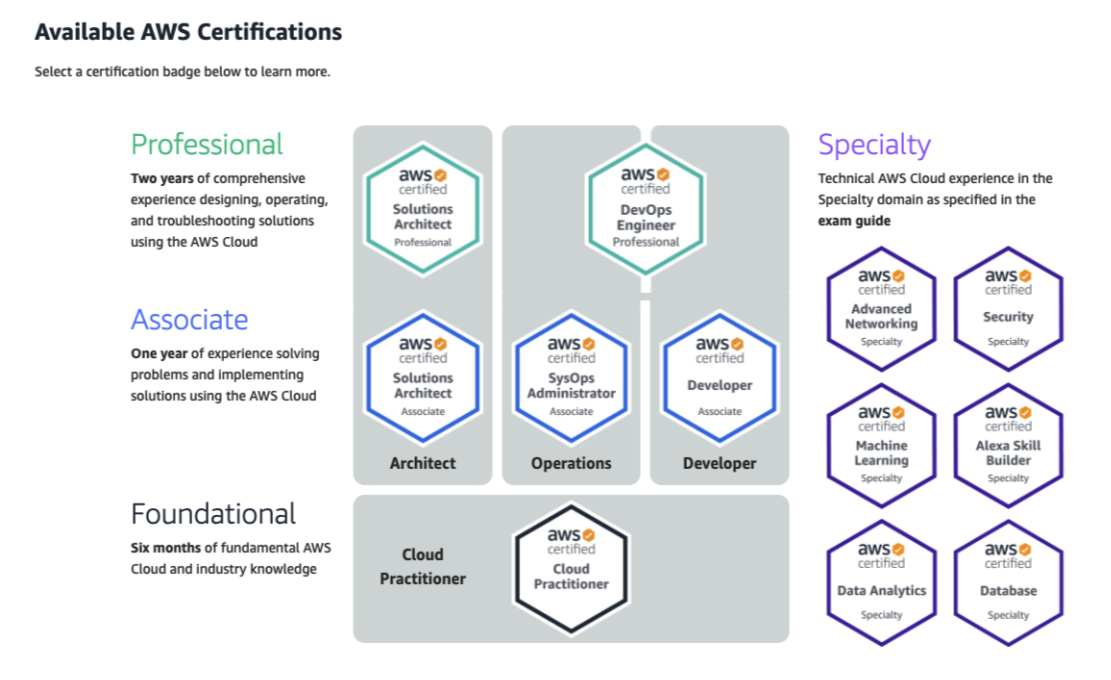 Available AWS Certifications
Select a certification badge below to learn more.
Professional
Two years of comprehensive
experience designing, operating,
and troubleshooting solutions
using the AWS Cloud
aws
certified
Solutions
Architect
Professional
aws
certified
DevOps
Engineer
Professional
Associate
One year of experience solving
problems and implementing
solutions using the AWS Cloud
aws
certified
Solutions
Architect
Associate
aws
certified
SysOps
Administrator
Associate
aws
certified
Developer
Associate
Architect
Operations
Developer
Foundational
Six months of fundamental AWS
Cloud and industry knowledge
Cloud
Practitioner
aws
certified
Cloud
Practitioner
Specialty
Technical AWS Cloud experience in the
Specialty domain as specified in the
exam guide
aws
certified
Advanced
Networking
Specialty
aws
certified
Security
Specialty
aws
certified
Machine
Learning
Specialty
aws
certified
Alexa Skill
Builder
Specialty
aws
certified
Data Analytics
Specialty
aws
certified
Database
Specialty